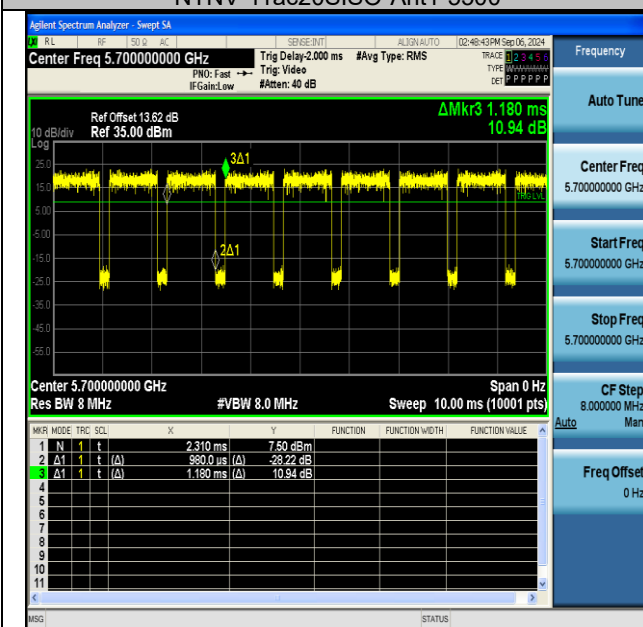 Agilent Spectrum Analyzer - Swept SA
RL RF 50 Ω AC SENSE:INT ALIGN AUTO 02:48:43 PM Sep 06, 2024
Center Freq 5.700000000 GHz
PNO: Fast
IFGain:Low
Trig Delay-2.000 ms
Trig: Video
#Atten: 40 dB
#Avg Type: RMS
TRACE 1 2 3 4 5 6
TYPE
DET P P P P P P
Frequency
Auto Tune
Center Freq
5.700000000 GHz
Start Freq
5.700000000 GHz
Stop Freq
5.700000000 GHz
CF Step
8.000000 MHz
Auto Man
Freq Offset
0 Hz
ΔMkr3 1.180 ms
10.94 dB
Ref Offset 13.62 dB
10 dB/div Ref 35.00 dBm
Log
25.0
15.0
5.00
-5.00
-15.0
-25.0
-35.0
-45.0
-55.0
3Δ1
2Δ1
TRIG LVL
Center 5.700000000 GHz Span 0 Hz
Res BW 8 MHz #VBW 8.0 MHz Sweep 10.00 ms (10001 pts)
MKR MODE TRC SCL X Y FUNCTION FUNCTION WIDTH FUNCTION VALUE
1 N 1 t 2.310 ms 7.50 dBm
2 Δ1 1 t (Δ) 980.0 µs (Δ) -28.22 dB
3 Δ1 1 t (Δ) 1.180 ms (Δ) 10.94 dB
4
5
6
7
8
9
10
11
MSG STATUS